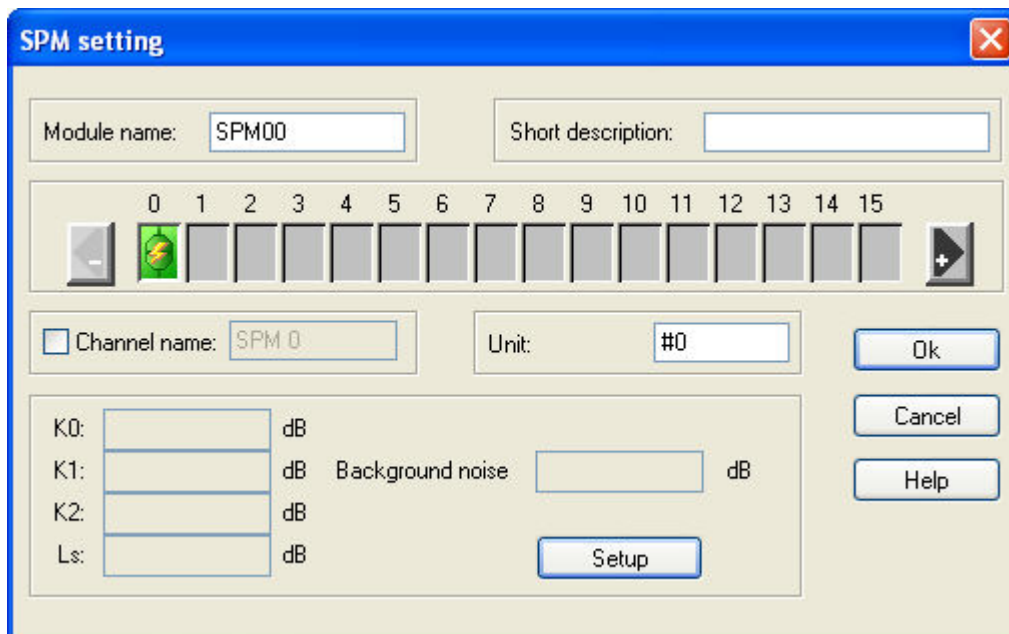 SPM setting
Module name: SPM00 Short description:
0 1 2 3 4 5 6 7 8 9 10 11 12 13 14 15
- +
Channel name: SPM 0 Unit: #0 Ok
Cancel
K0: dB
K1: dB Background noise dB Help
K2: dB
Ls: dB Setup